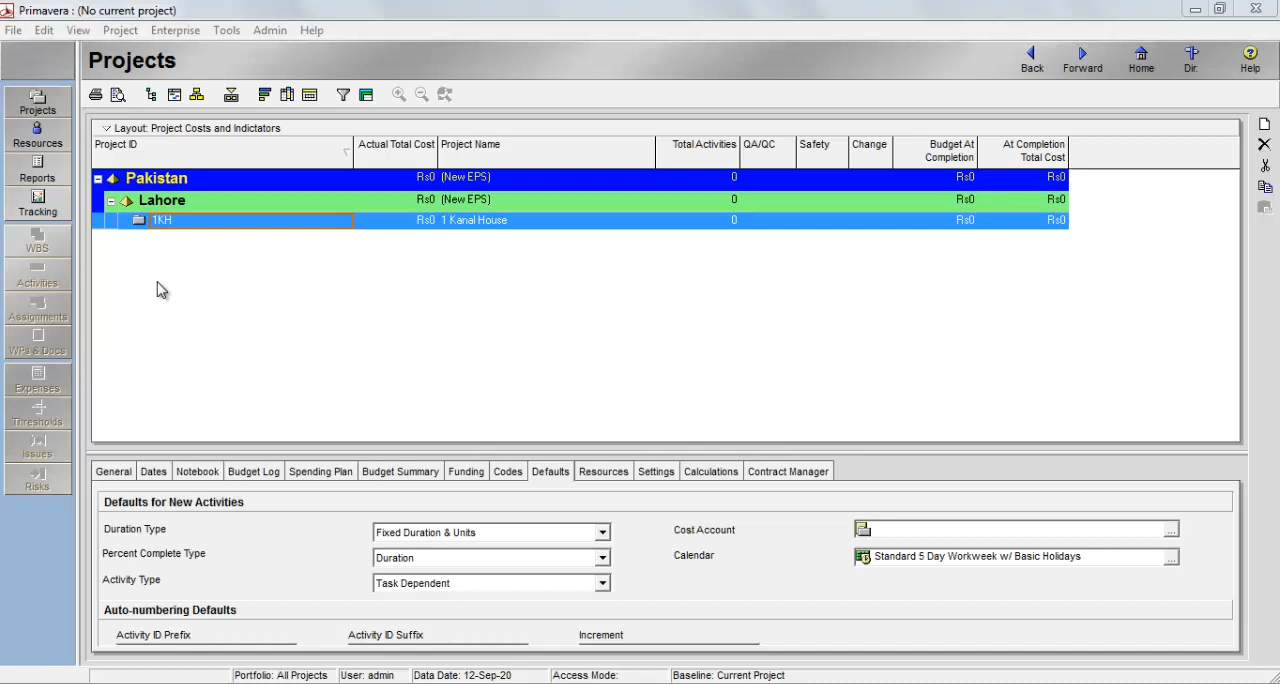 Primavera : (No current project)
File Edit View Project Enterprise Tools Admin Help
Projects
Back Forward Home Dir. Help
Projects
Resources
Reports
Tracking
WBS
Activities
Assignments
WPs & Docs
Expenses
Thresholds
Issues
Risks
Layout: Project Costs and Indictators
Project ID Actual Total Cost Project Name Total Activities QA/QC Safety Change Budget At Completion At Completion Total Cost
Pakistan Rs0 (New EPS) 0 Rs0 Rs0
Lahore Rs0 (New EPS) 0 Rs0 Rs0
1KH Rs0 1 Kanal House 0 Rs0 Rs0
General Dates Notebook Budget Log Spending Plan Budget Summary Funding Codes Defaults Resources Settings Calculations Contract Manager
Defaults for New Activities
Duration Type Fixed Duration & Units Cost Account ...
Percent Complete Type Duration Calendar Standard 5 Day Workweek w/ Basic Holidays ...
Activity Type Task Dependent
Auto-numbering Defaults
Activity ID Prefix Activity ID Suffix Increment
Portfolio: All Projects User: admin Data Date: 12-Sep-20 Access Mode: Baseline: Current Project